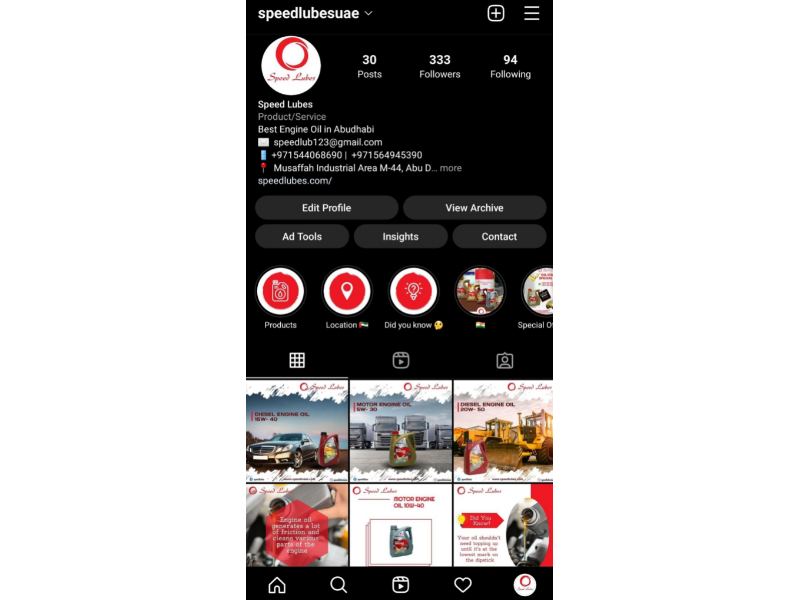 speedlubesuae
Speed Lubes
30
Posts
333
Followers
94
Following
Speed Lubes
Product/Service
Best Engine Oil in Abudhabi
speedlub123@gmail.com
+971544068690 | +971564945390
Musaffah Industrial Area M-44, Abu D... more
speedlubes.com/
Edit Profile
View Archive
Ad Tools
Insights
Contact
Products
Location 🇦🇪
Did you know 🤔
🇮🇳
Special Of
Speed Lubes
DIESEL ENGINE OIL
15W- 40
Speed Lubes
MOTOR ENGINE OIL
5W- 30
Speed Lubes
DIESEL ENGINE OIL
20W- 50
Speed Lubes
Engine oil
generates a lot
of friction and
cleans various
parts of the
engine
Speed Lubes
MOTOR ENGINE
OIL 10W-40
Speed Lubes
Did You
Know?
Your oil shouldn't
need topping up
until it's at the
lowest mark on
the dipstick
Speed Lubes